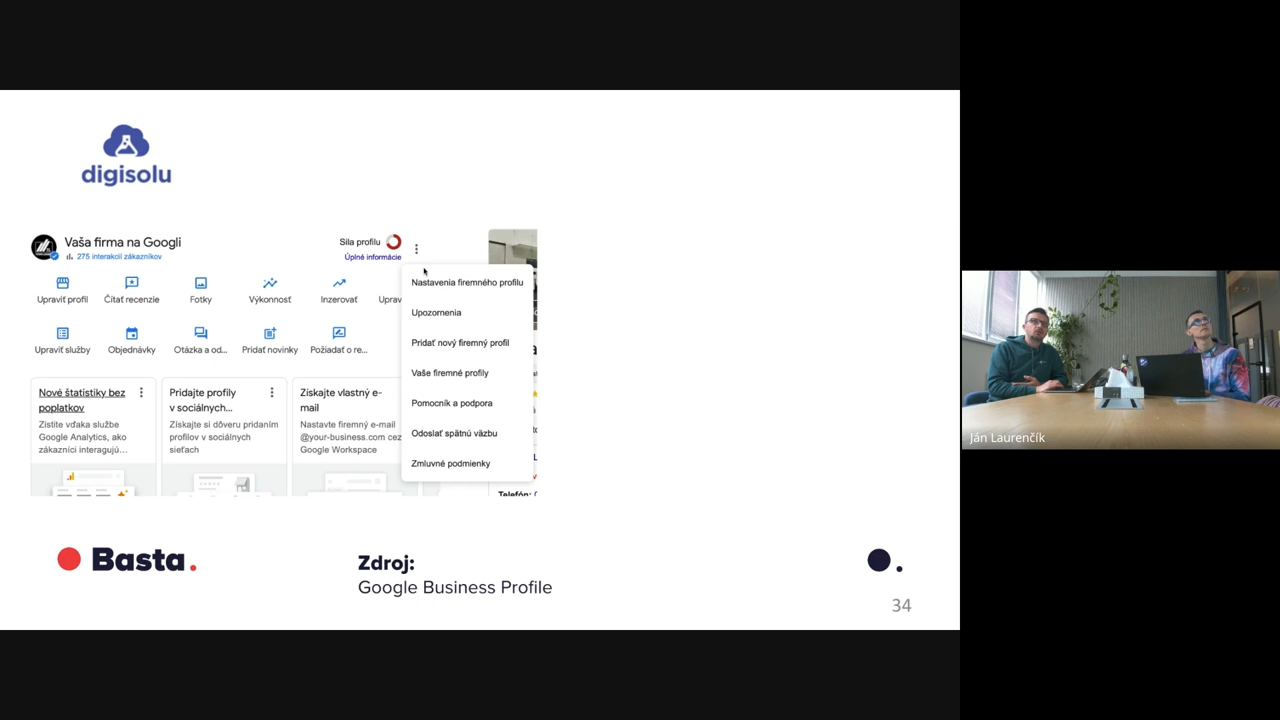 digisolu
Vaša firma na Googli
275 interakcií zákazníkov
Sila profilu
Úplné informácie
Upraviť profil
Čítať recenzie
Fotky
Výkonnosť
Inzerovať
Uprav
Upraviť služby
Objednávky
Otázka a od...
Pridať novinky
Požiadať o re...
Nastavenia firemného profilu
Upozornenia
Pridať nový firemný profil
Vaše firemné profily
Pomocník a podpora
Odoslať spätnú väzbu
Zmluvné podmienky
Nové štatistiky bez
poplatkov
Zistite vďaka službe
Google Analytics, ako
zákazníci interagujú...
Pridajte profily
v sociálnych...
Získajte si dôveru pridaním
profilov v sociálnych
sieťach
Získajte vlastný e-
mail
Nastavte firemný e-mail
@your-business.com cez
Google Workspace
Telefón:
Basta.
Zdroj:
Google Business Profile
34
Ján Laurenčík